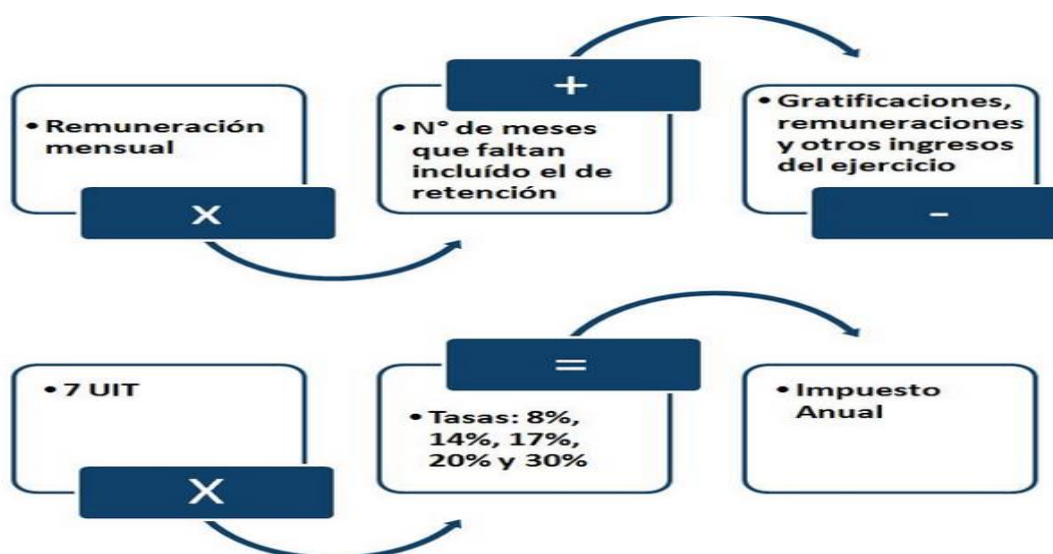 • Remuneración
mensual
x
+
• N° de meses
que faltan
incluído el de
retención
• Gratificaciones,
remuneraciones
y otros ingresos
del ejercicio
-
• 7 UIT
X
=
• Tasas: 8%,
14%, 17%,
20% y 30%
• Impuesto
Anual